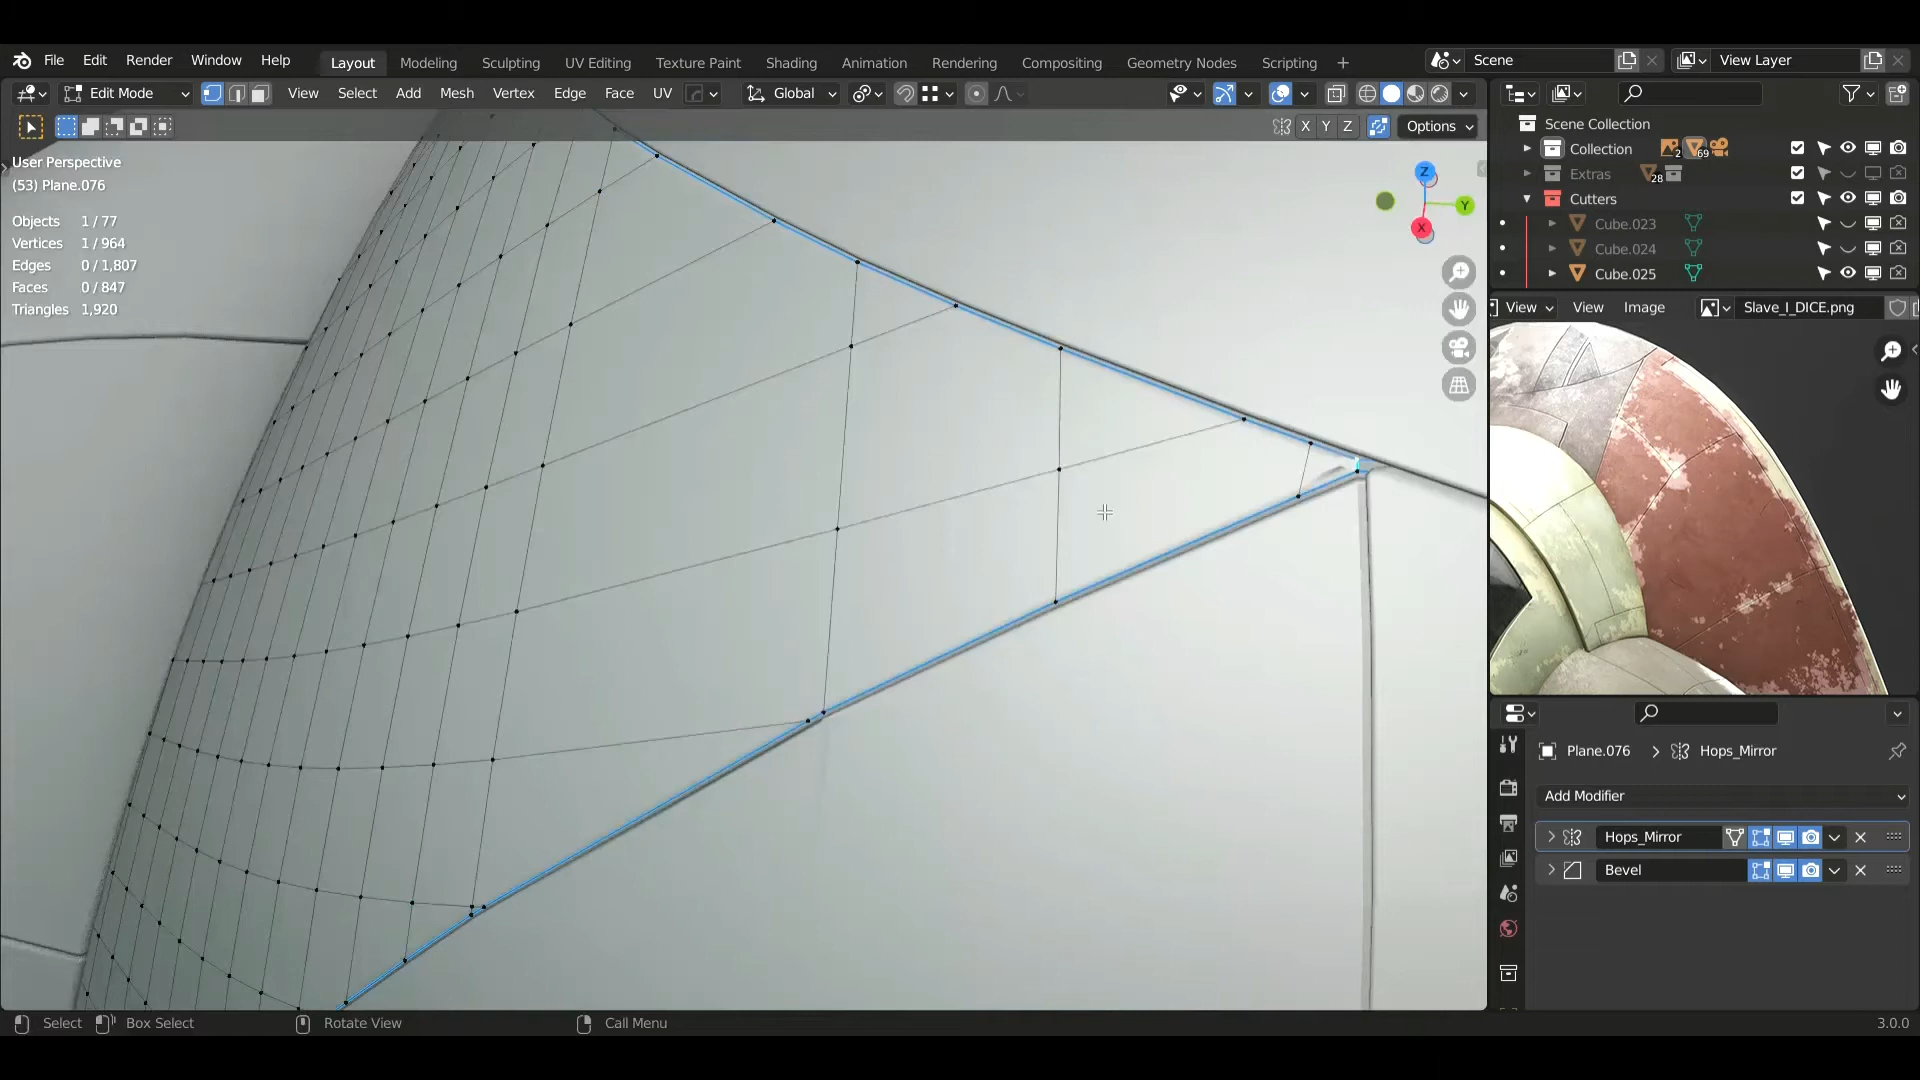 File Edit Render Window Help Layout Modeling Sculpting UV Editing Texture Paint Shading Animation Rendering Compositing Geometry Nodes Scripting + Scene View Layer
Edit Mode View Select Add Mesh Vertex Edge Face UV Global
X Y Z Options
User Perspective
(53) Plane.076
Objects 1 / 77
Vertices 1 / 964
Edges 0 / 1,807
Faces 0 / 847
Triangles 1,920
Z
Y
X
Scene Collection
Collection 2 69
Extras 28
Cutters
Cube.023
Cube.024
Cube.025
View View Image Slave_I_DICE.png
Plane.076 > Hops_Mirror
Add Modifier
Hops_Mirror
Bevel
Select Box Select Rotate View Call Menu 3.0.0